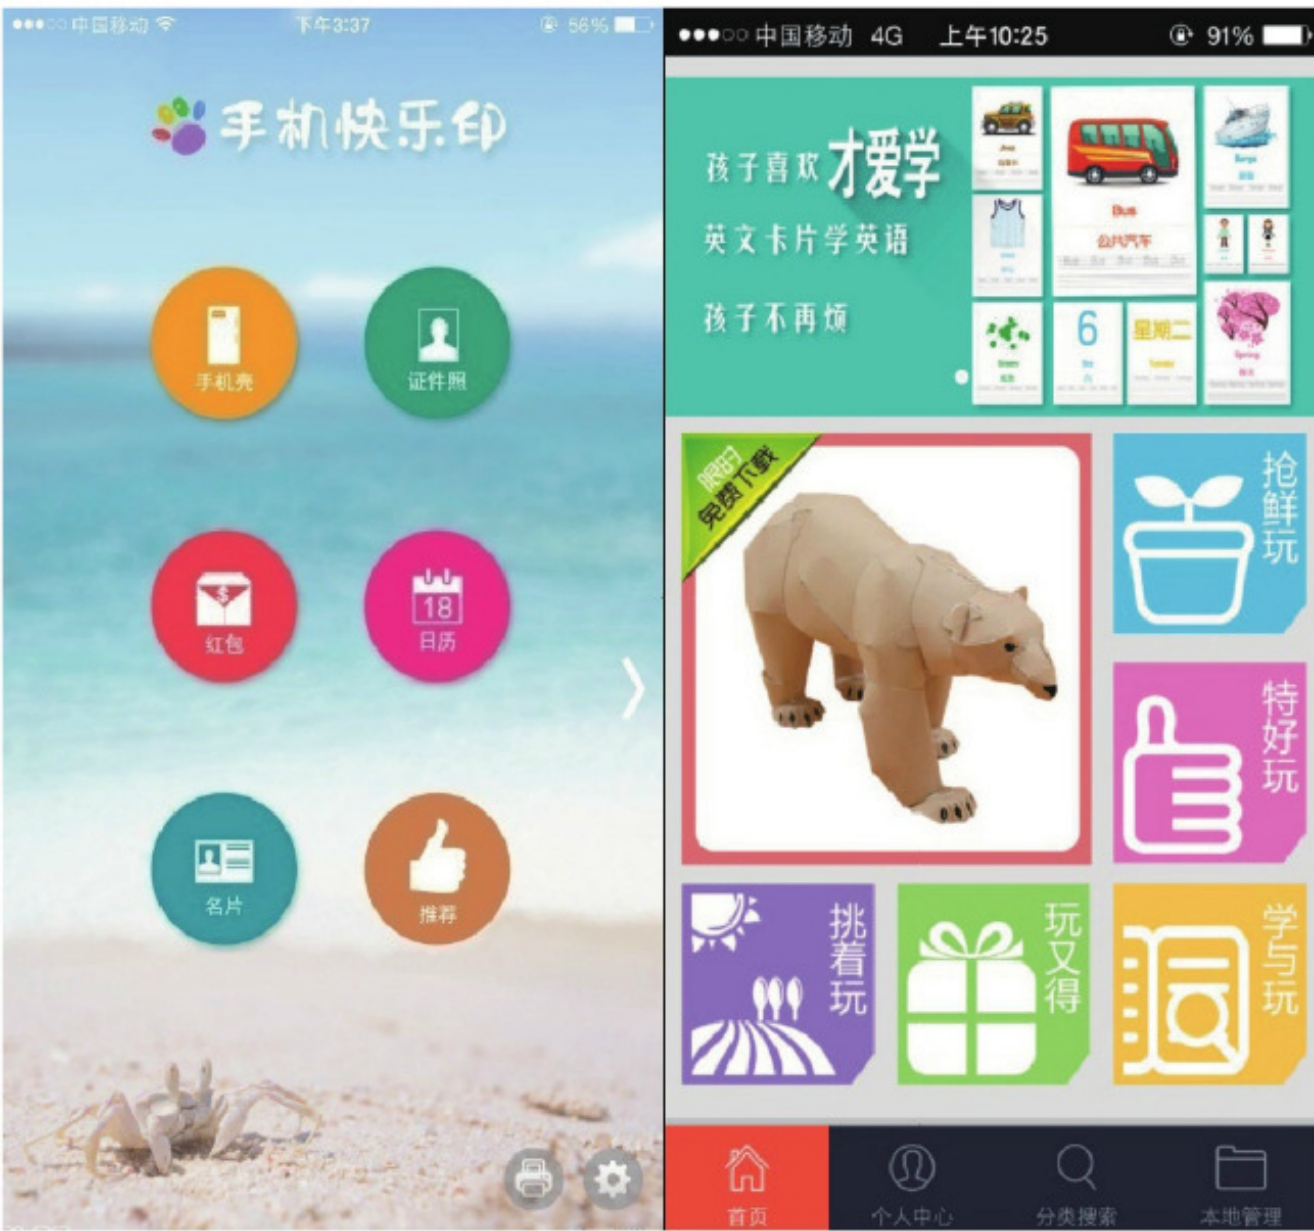 中国移动
下午3:37
56%
手机快乐印
手机壳
证件照
$
红包
18
日历
名片
推荐
中国移动 4G 上午10:25 91%
孩子喜欢才爱学
英文卡片学英语
孩子不再烦
Bus
公共汽车
6
星期二
Spring
限时
免费下载
抢鲜玩
特好玩
挑着玩
玩又得
学与玩
首页
个人中心
分类搜索
本地管理